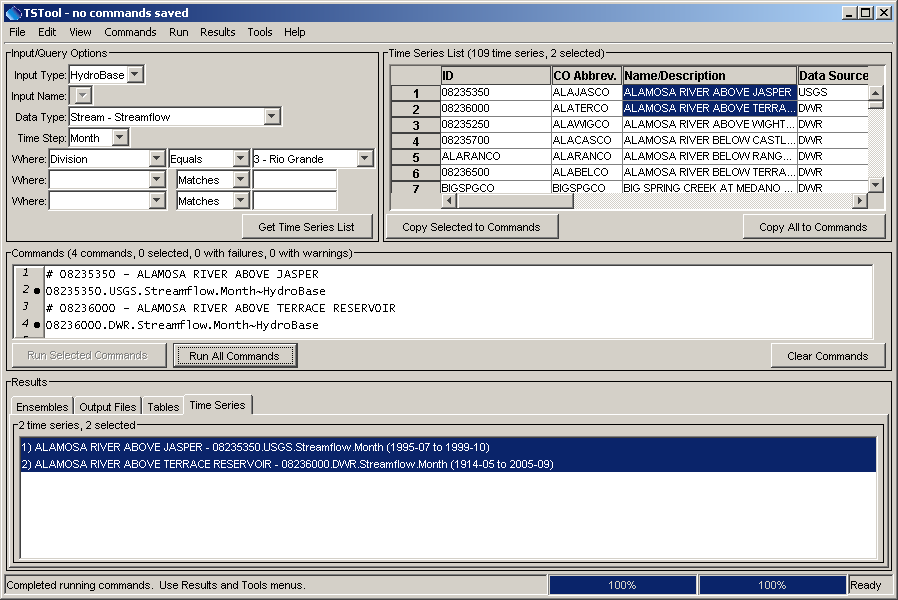 TSTool - no commands saved
File Edit View Commands Run Results Tools Help
Input/Query Options
Input Type: HydroBase
Input Name:
Data Type: Stream - Streamflow
Time Step: Month
Where: Division Equals 3 - Rio Grande
Where: Matches
Where: Matches
Get Time Series List
Time Series List (109 time series, 2 selected)
ID CO Abbrev. Name/Description Data Source
1 08235350 ALAJASCO ALAMOSA RIVER ABOVE JASPER USGS
2 08236000 ALATERCO ALAMOSA RIVER ABOVE TERRA... DWR
3 08235250 ALAWIGCO ALAMOSA RIVER ABOVE WIGHT... DWR
4 08235700 ALACASCO ALAMOSA RIVER BELOW CASTL... DWR
5 ALARANCO ALARANCO ALAMOSA RIVER BELOW RANG... DWR
6 08236500 ALABELCO ALAMOSA RIVER BELOW TERRA... DWR
7 BIGSPGCO BIGSPGCO BIG SPRING CREEK AT MEDANO ... DWR
Copy Selected to Commands Copy All to Commands
Commands (4 commands, 0 selected, 0 with failures, 0 with warnings)
1 # 08235350 - ALAMOSA RIVER ABOVE JASPER
2 08235350.USGS.Streamflow.Month~HydroBase
3 # 08236000 - ALAMOSA RIVER ABOVE TERRACE RESERVOIR
4 08236000.DWR.Streamflow.Month~HydroBase
Run Selected Commands Run All Commands Clear Commands
Results
Ensembles Output Files Tables Time Series
2 time series, 2 selected
1) ALAMOSA RIVER ABOVE JASPER - 08235350.USGS.Streamflow.Month (1995-07 to 1999-10)
2) ALAMOSA RIVER ABOVE TERRACE RESERVOIR - 08236000.DWR.Streamflow.Month (1914-05 to 2005-09)
Completed running commands. Use Results and Tools menus. 100% 100% Ready